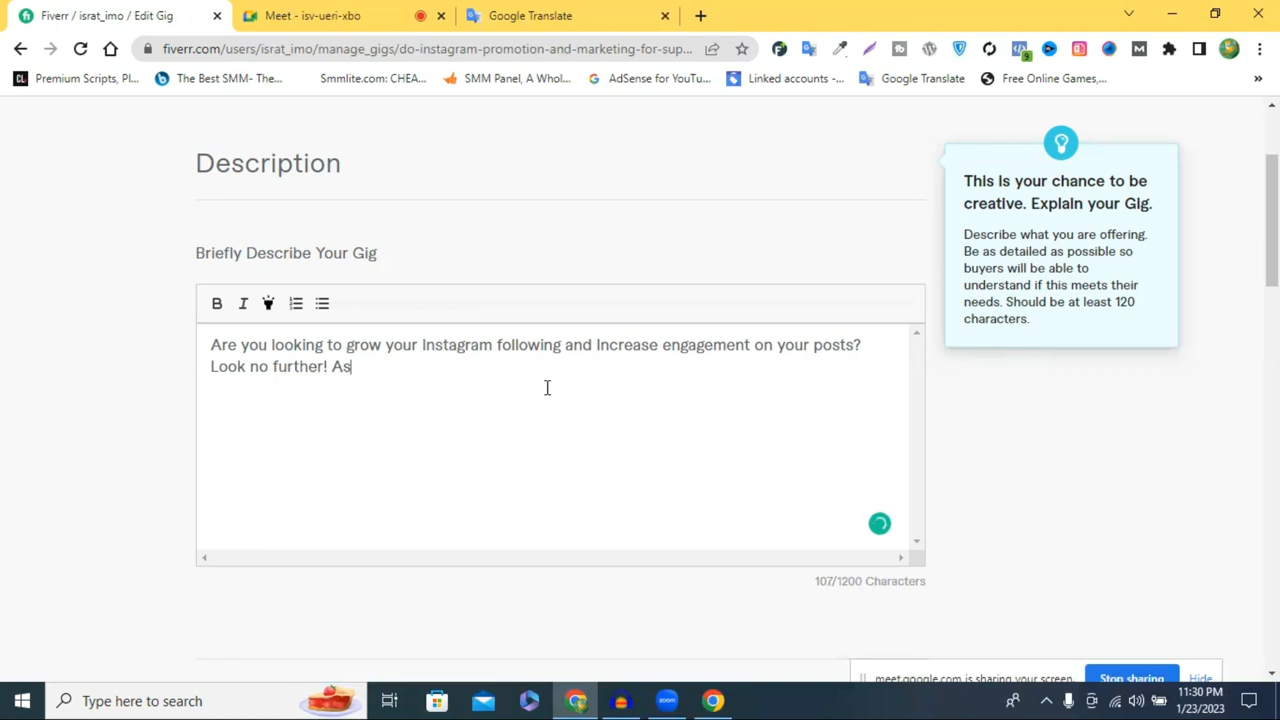 Fiverr / israt_imo / Edit Gig
Meet - isv-ueri-xbo
Google Translate
fiverr.com/users/israt_imo/manage_gigs/do-instagram-promotion-and-marketing-for-sup...
9
CL Premium Scripts, Pl...
The Best SMM- The...
Smmlite.com: CHEA...
SMM Panel, A Whol...
AdSense for YouTu...
Linked accounts -...
Google Translate
Free Online Games,...
»
Description
Briefly Describe Your Gig
B I
Are you looking to grow your Instagram following and Increase engagement on your posts?
Look no further! As
107/1200 Characters
This is your chance to be
creative. Explain your Gig.
Describe what you are offering.
Be as detailed as possible so
buyers will be able to
understand if this meets their
needs. Should be at least 120
characters.
meet.google.com is sharing your screen.
Stop sharing
Hide
Type here to search
zoom
11:30 PM
1/23/2023